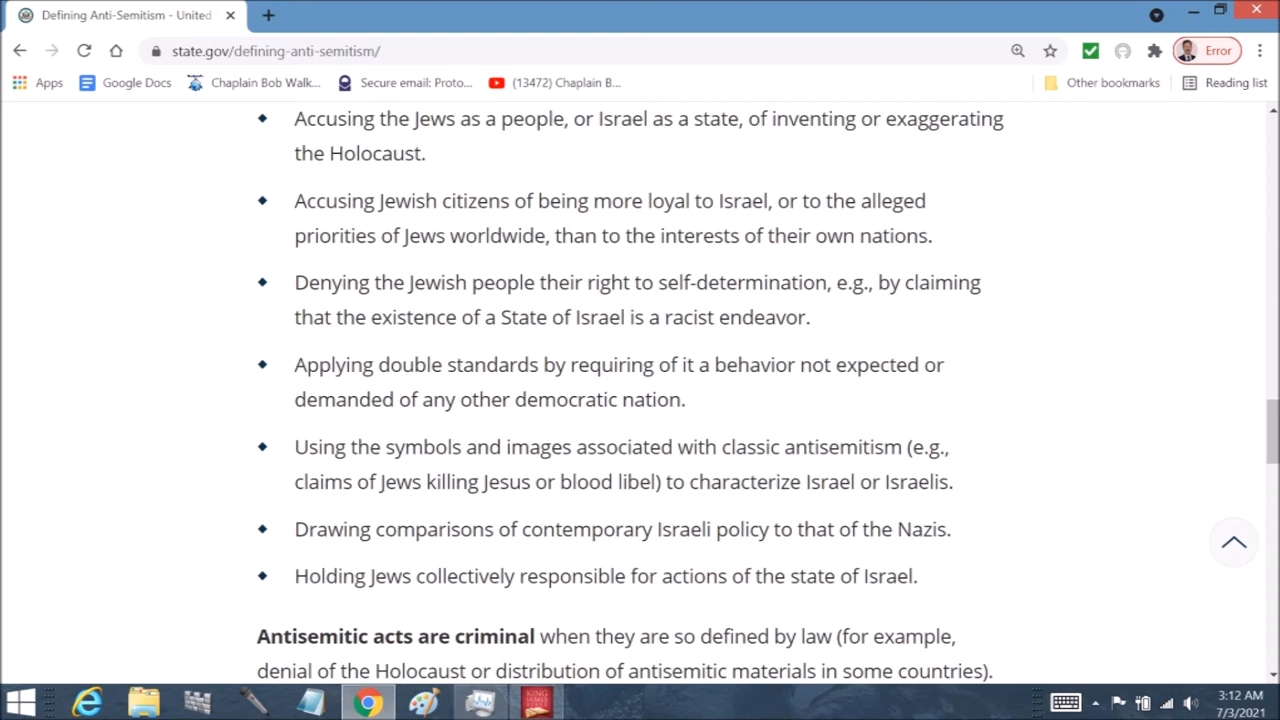 Defining Anti-Semitism - United
state.gov/defining-anti-semitism/
Error
Apps
Google Docs
Chaplain Bob Walk...
Secure email: Proto...
(13472) Chaplain B...
Other bookmarks
Reading list
Accusing the Jews as a people, or Israel as a state, of inventing or exaggerating
the Holocaust.
Accusing Jewish citizens of being more loyal to Israel, or to the alleged
priorities of Jews worldwide, than to the interests of their own nations.
Denying the Jewish people their right to self-determination, e.g., by claiming
that the existence of a State of Israel is a racist endeavor.
Applying double standards by requiring of it a behavior not expected or
demanded of any other democratic nation.
Using the symbols and images associated with classic antisemitism (e.g.,
claims of Jews killing Jesus or blood libel) to characterize Israel or Israelis.
Drawing comparisons of contemporary Israeli policy to that of the Nazis.
Holding Jews collectively responsible for actions of the state of Israel.
Antisemitic acts are criminal when they are so defined by law (for example,
denial of the Holocaust or distribution of antisemitic materials in some countries).
KING
JAMES
3:12 AM
7/3/2021